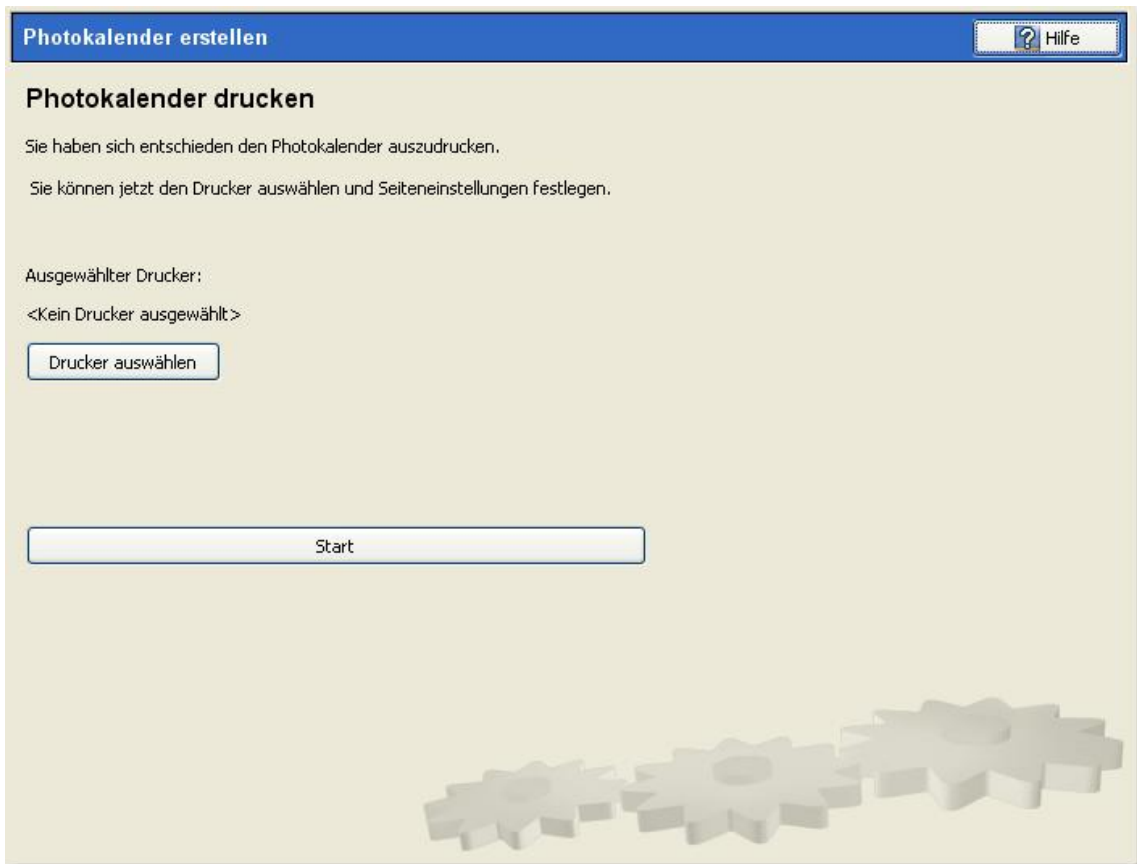 Photokalender erstellen
Hilfe
Photokalender drucken
Sie haben sich entschieden den Photokalender auszudrucken.
Sie können jetzt den Drucker auswählen und Seiteneinstellungen festlegen.
Ausgewählter Drucker:
<Kein Drucker ausgewählt>
Drucker auswählen
Start